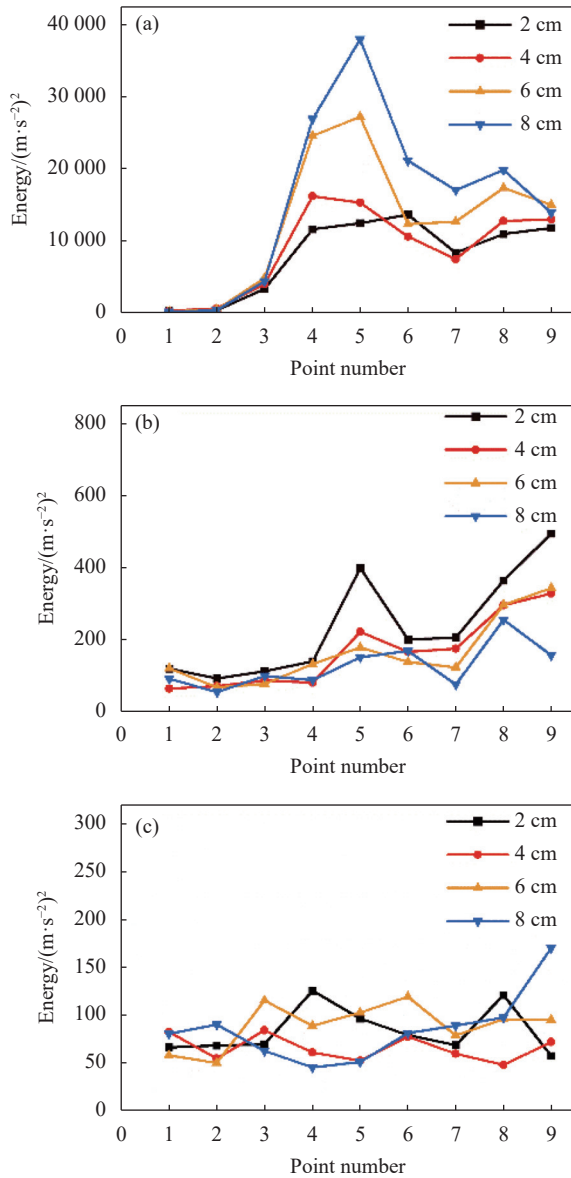 (a)
2 cm
4 cm
6 cm
8 cm
40 000
30 000
20 000
10 000
0
Energy/(m·s⁻²)²
0 1 2 3 4 5 6 7 8 9
Point number
(b)
2 cm
4 cm
6 cm
8 cm
800
600
400
200
0
Energy/(m·s⁻²)²
0 1 2 3 4 5 6 7 8 9
Point number
(c)
2 cm
4 cm
6 cm
8 cm
300
250
200
150
100
50
0
Energy/(m·s⁻²)²
0 1 2 3 4 5 6 7 8 9
Point number